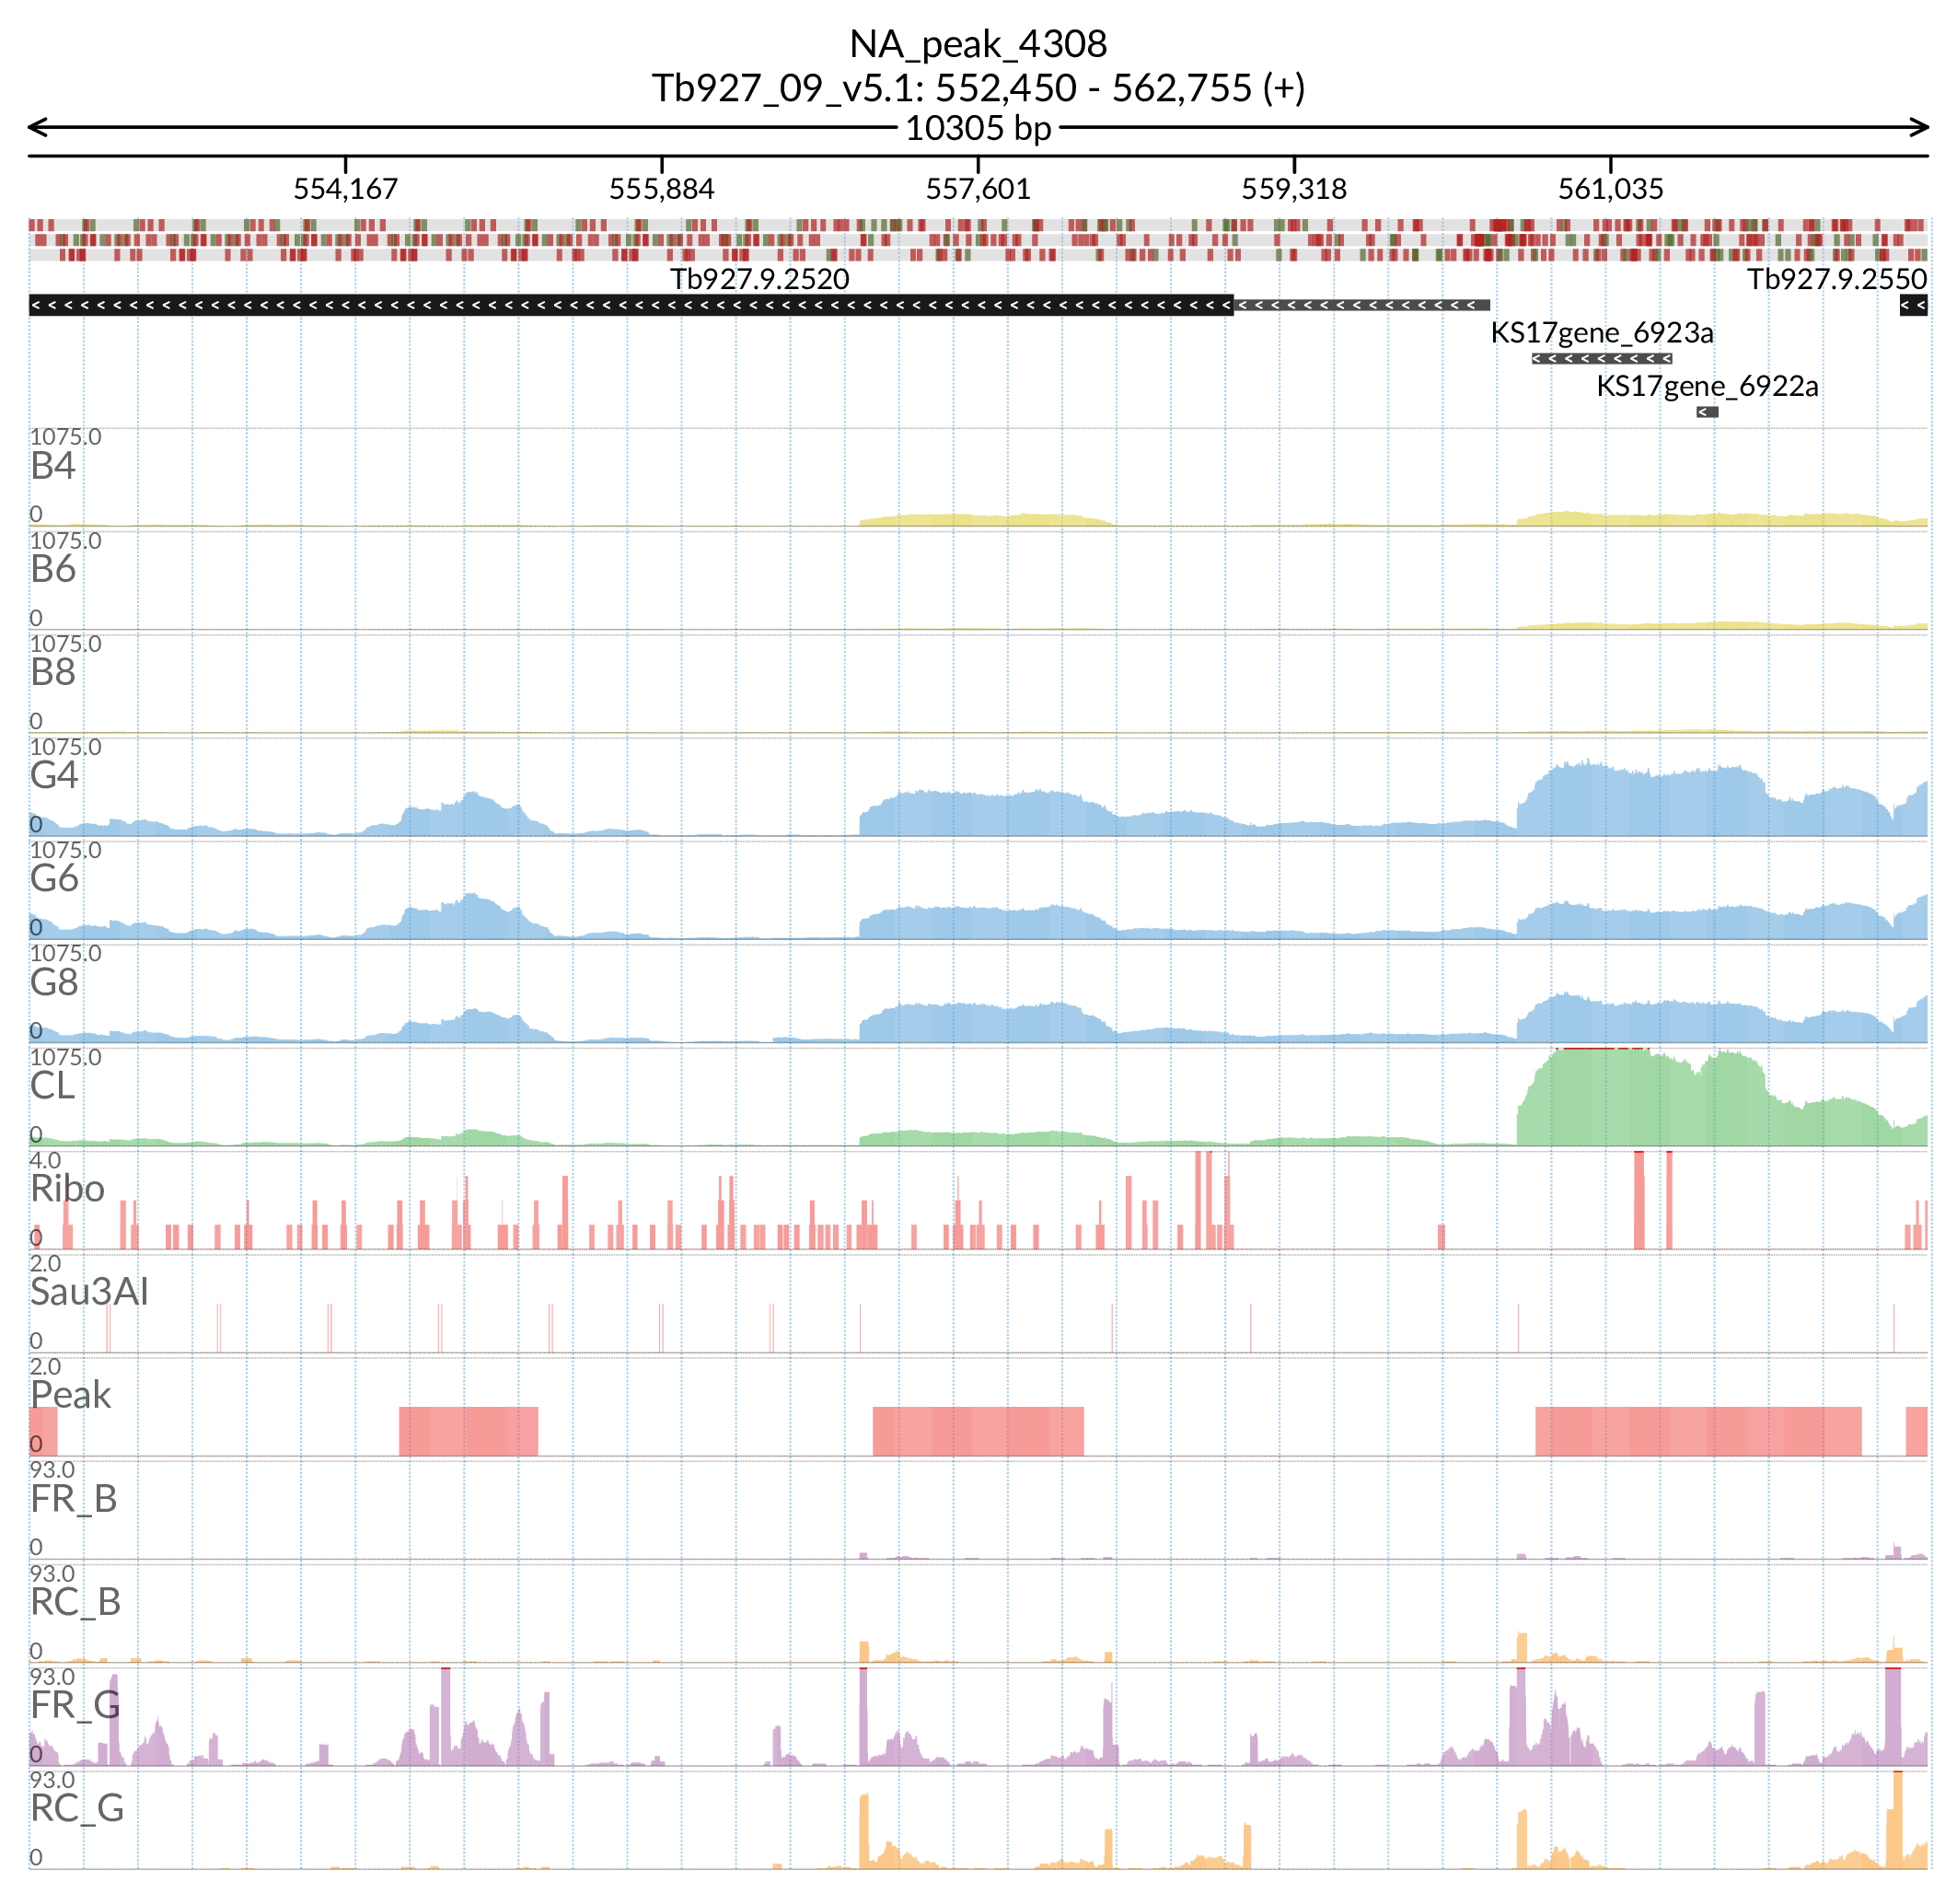 NA_peak_4308
Tb927_09_v5.1: 552,450 - 562,755 (+)
10305 bp
554,167 555,884 557,601 559,318 561,035
Tb927.9.2520 Tb927.9.2550
KS17gene_6923a
KS17gene_6922a
1075.0
B4
0
1075.0
B6
0
1075.0
B8
0
1075.0
G4
0
1075.0
G6
0
1075.0
G8
0
1075.0
CL
0
4.0
Ribo
0
2.0
Sau3AI
0
2.0
Peak
0
93.0
FR_B
0
93.0
RC_B
0
93.0
FR_G
0
93.0
RC_G
0